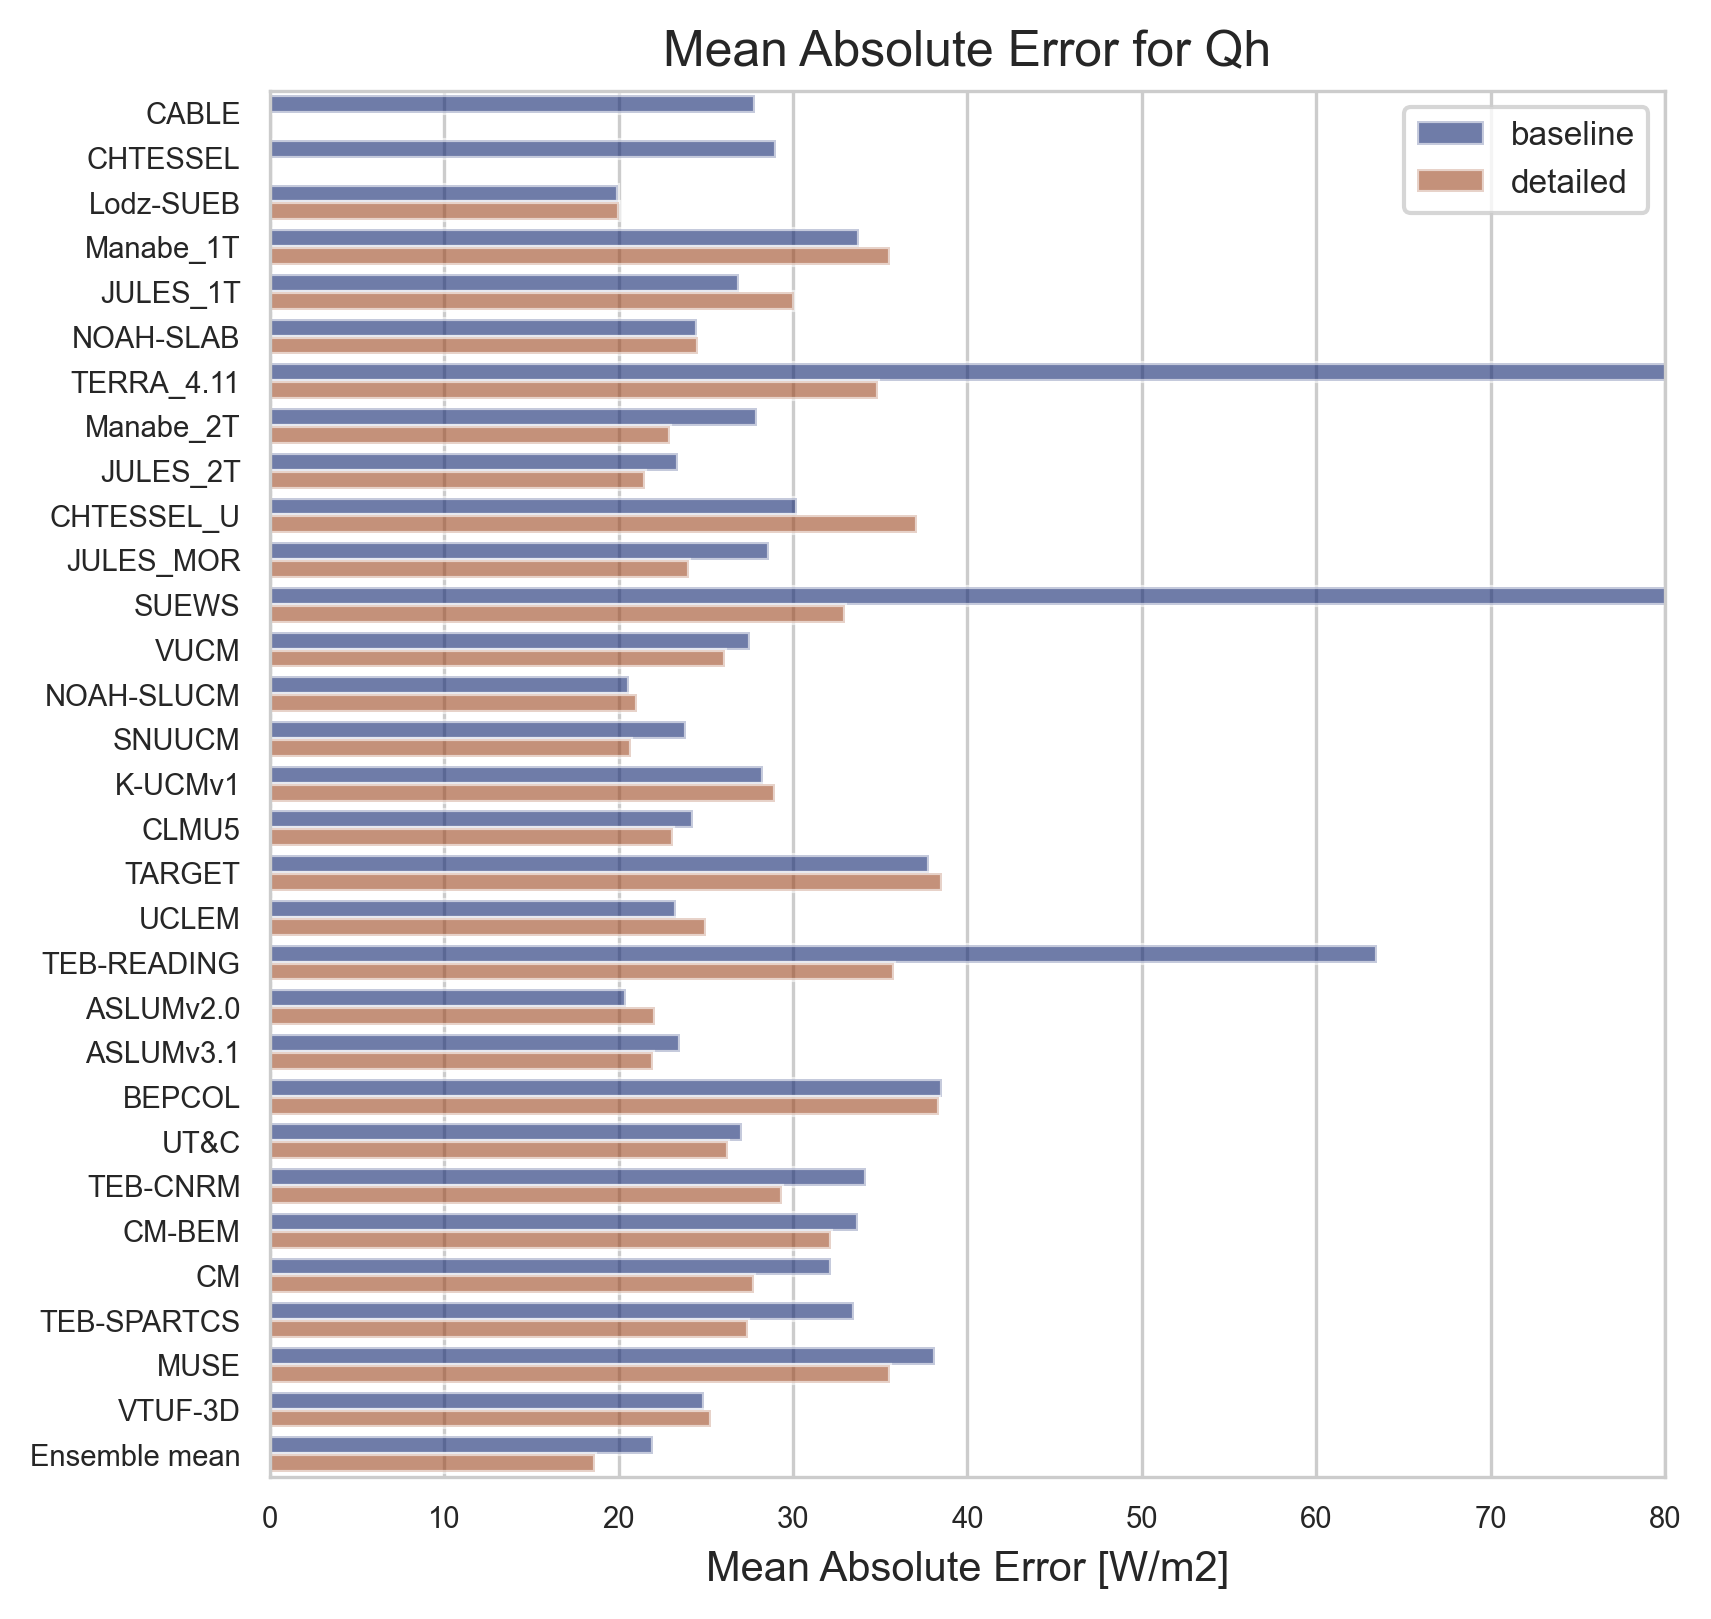 Mean Absolute Error for Qh
baseline
detailed
CABLE
CHTESSEL
Lodz-SUEB
Manabe_1T
JULES_1T
NOAH-SLAB
TERRA_4.11
Manabe_2T
JULES_2T
CHTESSEL_U
JULES_MOR
SUEWS
VUCM
NOAH-SLUCM
SNUUCM
K-UCMv1
CLMU5
TARGET
UCLEM
TEB-READING
ASLUMv2.0
ASLUMv3.1
BEPCOL
UT&C
TEB-CNRM
CM-BEM
CM
TEB-SPARTCS
MUSE
VTUF-3D
Ensemble mean
0 10 20 30 40 50 60 70 80
Mean Absolute Error [W/m2]